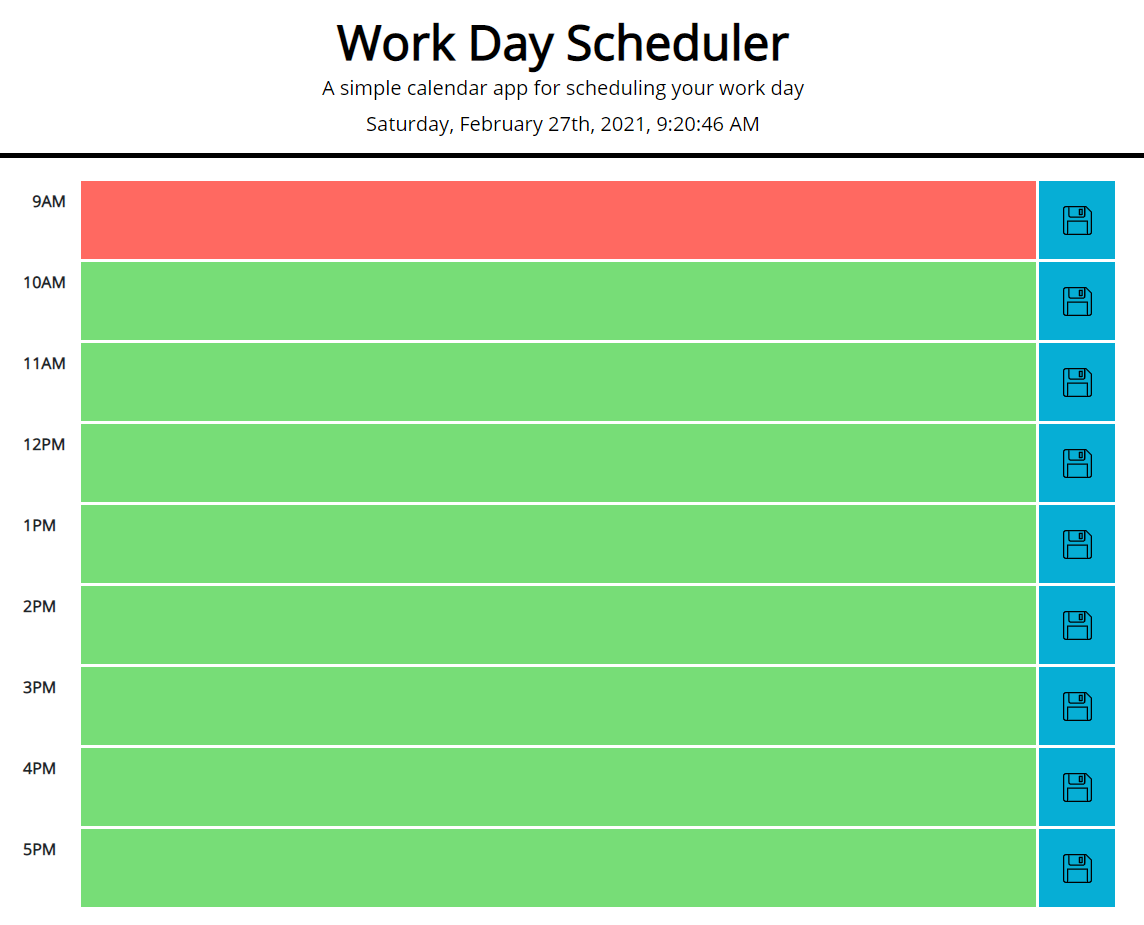 Work Day Scheduler
A simple calendar app for scheduling your work day
Saturday, February 27th, 2021, 9:20:46 AM
9AM
10AM
11AM
12PM
1PM
2PM
3PM
4PM
5PM